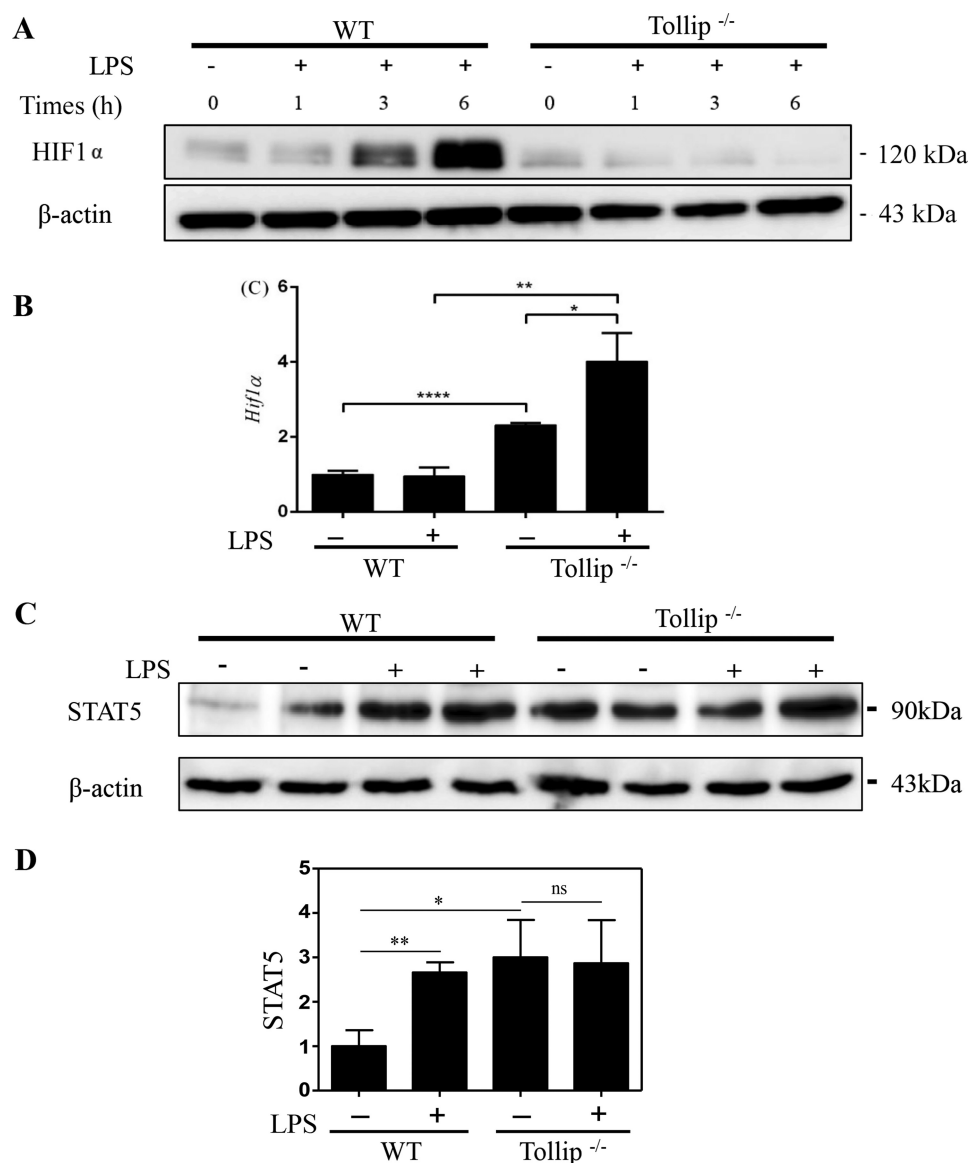 A
WT Tollip -/-
LPS - + + + - + + +
Times (h) 0 1 3 6 0 1 3 6
HIF1α - 120 kDa
β-actin - 43 kDa
B
(C)
6
**
*
4
Hif1α
****
2
0
LPS – + – +
WT Tollip -/-
C
WT Tollip -/-
LPS - - + + - - + +
STAT5 - 90kDa
β-actin - 43kDa
D
5
ns
4
*
**
3
STAT5
2
1
0
LPS – + – +
WT Tollip -/-